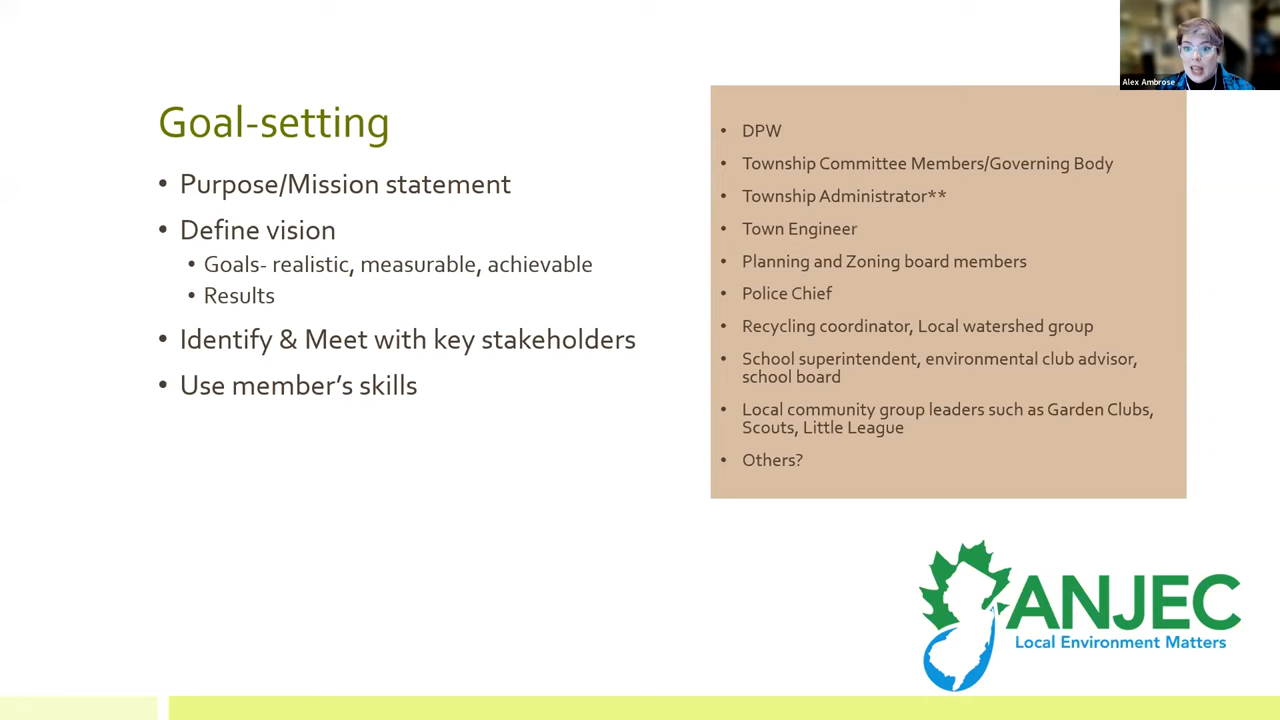 Alex Ambrose
Goal-setting
• Purpose/Mission statement
• Define vision
• Goals- realistic, measurable, achievable
• Results
• Identify & Meet with key stakeholders
• Use member’s skills
• DPW
• Township Committee Members/Governing Body
• Township Administrator**
• Town Engineer
• Planning and Zoning board members
• Police Chief
• Recycling coordinator, Local watershed group
• School superintendent, environmental club advisor,
school board
• Local community group leaders such as Garden Clubs,
Scouts, Little League
• Others?
ANJEC
Local Environment Matters